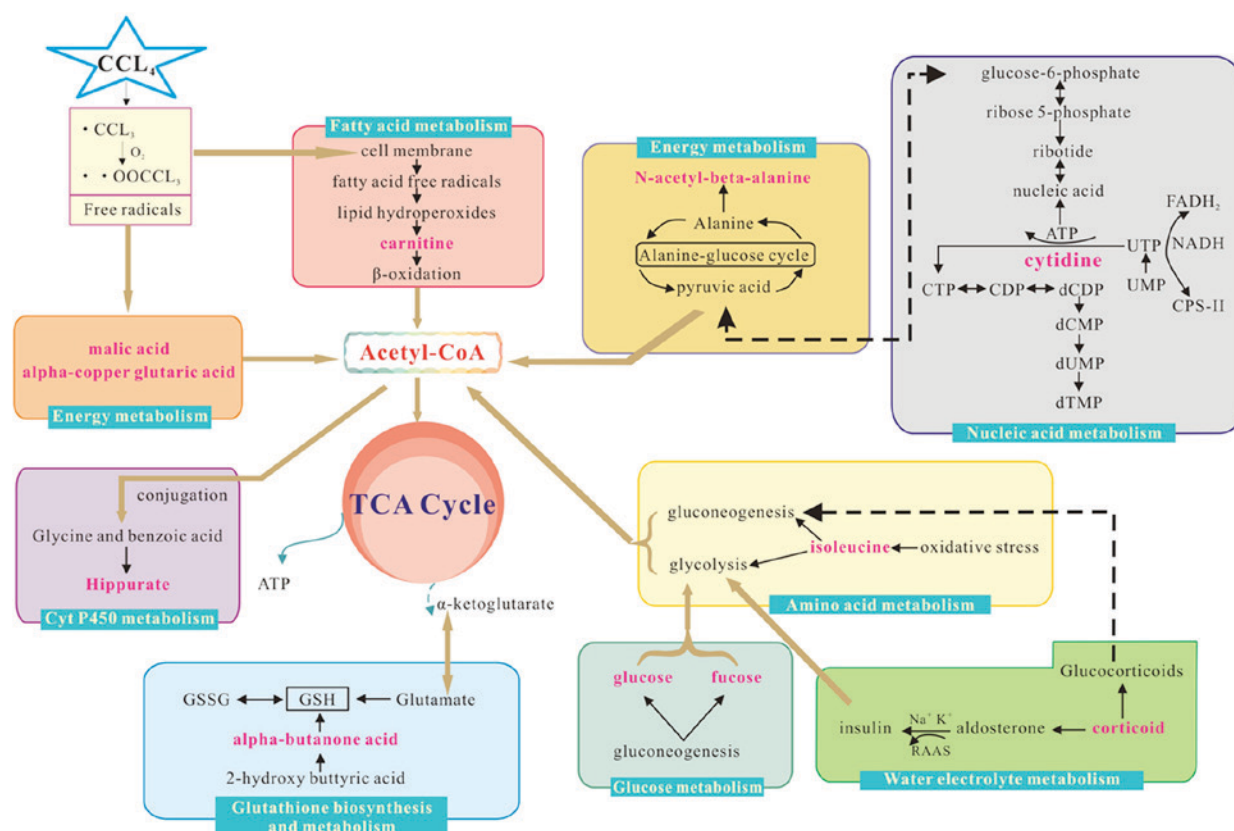 CCL₄
· CCL₃
O₂
· · OOCCL₃
Free radicals
Fatty acid metabolism
cell membrane
fatty acid free radicals
lipid hydroperoxides
carnitine
β-oxidation
Energy metabolism
N-acetyl-beta-alanine
Alanine
Alanine-glucose cycle
pyruvic acid
glucose-6-phosphate
ribose 5-phosphate
ribotide
nucleic acid
ATP
cytidine
UTP
UMP
FADH₂
NADH
CPS-II
CTP
CDP
dCDP
dCMP
dUMP
dTMP
Nucleic acid metabolism
malic acid
alpha-copper glutaric acid
Energy metabolism
Acetyl-CoA
TCA Cycle
ATP
α-ketoglutarate
conjugation
Glycine and benzoic acid
Hippurate
Cyt P450 metabolism
gluconeogenesis
isoleucine
oxidative stress
glycolysis
Amino acid metabolism
GSSG
GSH
Glutamate
alpha-butanone acid
2-hydroxy buttyric acid
Glutathione biosynthesis
and metabolism
glucose
fucose
gluconeogenesis
Glucose metabolism
Glucocorticoids
insulin
Na⁺ K⁺
RAAS
aldosterone
corticoid
Water electrolyte metabolism